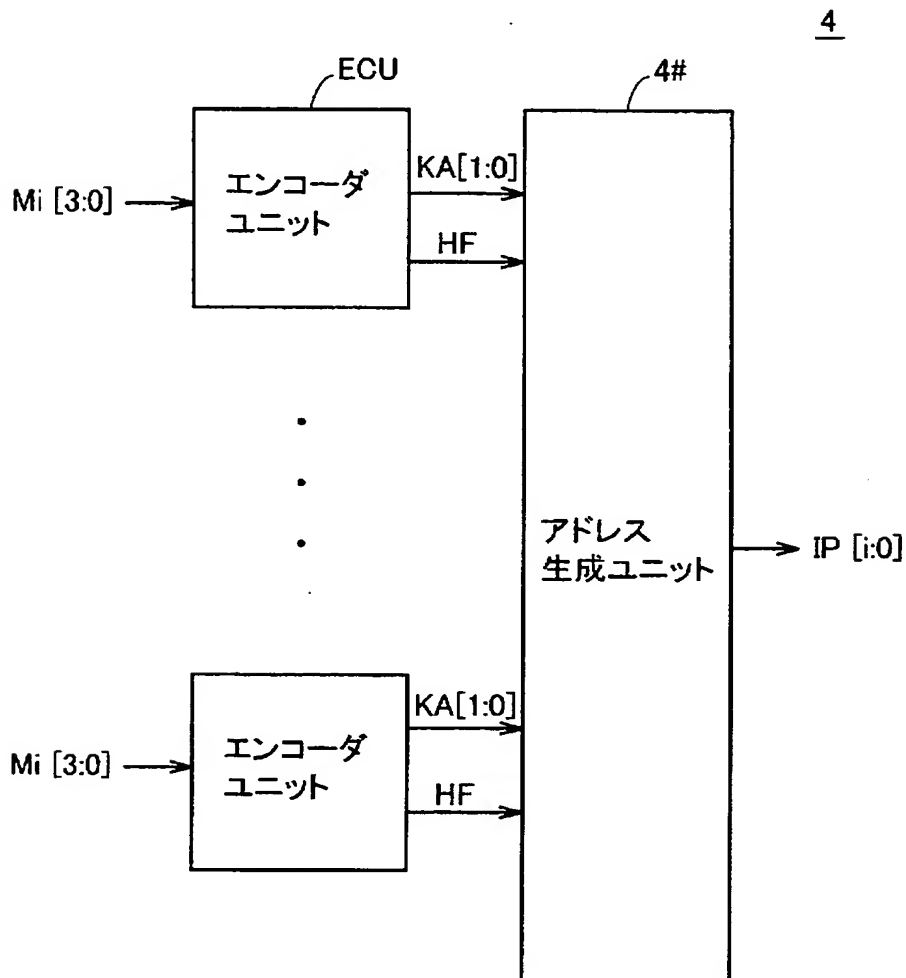 4
ECU
4#
Mi [3:0]
エンコーダ
ユニット
KA[1:0]
HF
アドレス
生成ユニット
IP [i:0]
Mi [3:0]
エンコーダ
ユニット
KA[1:0]
HF